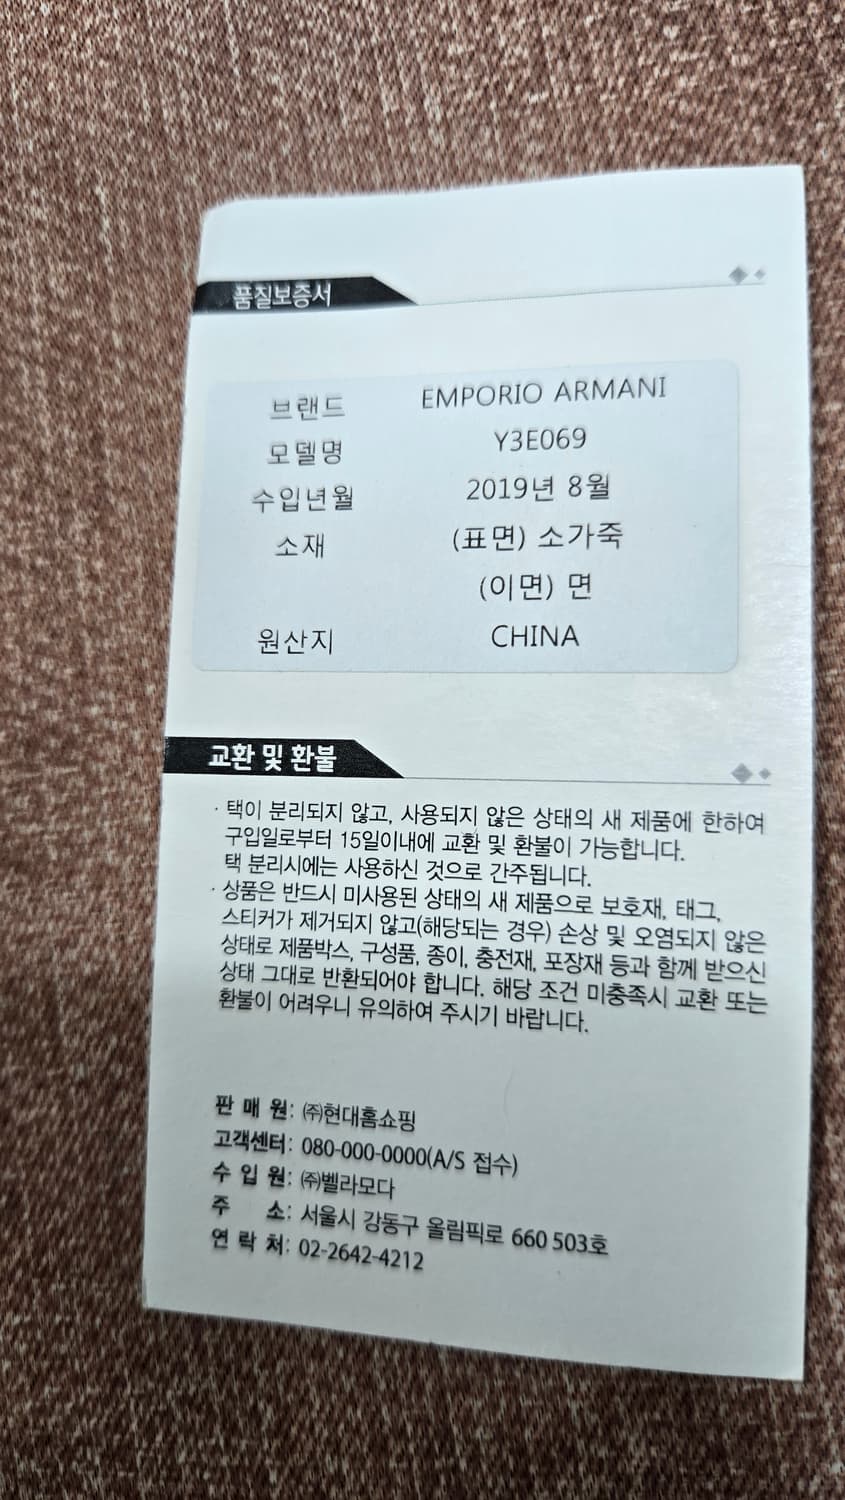 품질보증서
브랜드 EMPORIO ARMANI
모델명 Y3E069
수입년월 2019년 8월
소재 (표면) 소가죽
(이면) 면
원산지 CHINA
교환 및 환불
· 택이 분리되지 않고, 사용되지 않은 상태의 새 제품에 한하여
구입일로부터 15일이내에 교환 및 환불이 가능합니다.
택 분리시에는 사용하신 것으로 간주됩니다.
· 상품은 반드시 미사용된 상태의 새 제품으로 보호재, 태그,
스티커가 제거되지 않고(해당되는 경우) 손상 및 오염되지 않은
상태로 제품박스, 구성품, 종이, 충전재, 포장재 등과 함께 받으신
상태 그대로 반환되어야 합니다. 해당 조건 미충족시 교환 또는
환불이 어려우니 유의하여 주시기 바랍니다.
판 매 원: ㈜현대홈쇼핑
고객센터: 080-000-0000(A/S 접수)
수 입 원: ㈜벨라모다
주 소: 서울시 강동구 올림픽로 660 503호
연 락 처: 02-2642-4212